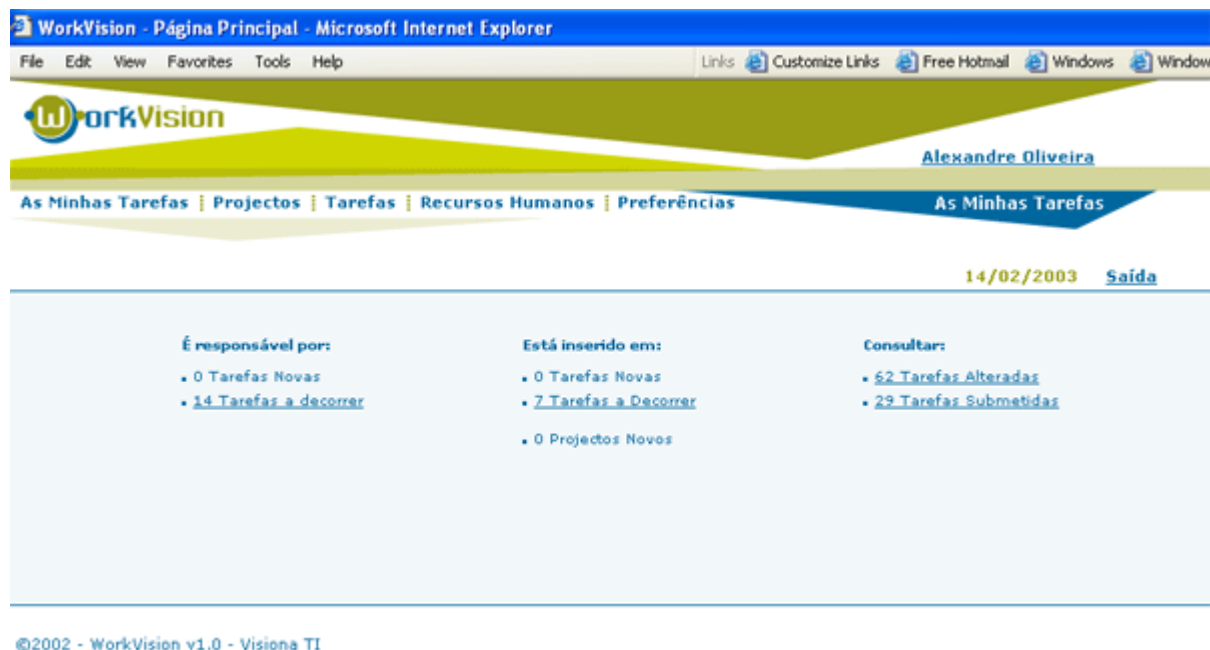 WorkVision - Página Principal - Microsoft Internet Explorer
File Edit View Favorites Tools Help Links Customize Links Free Hotmail Windows Window
WorkVision
Alexandre Oliveira
As Minhas Tarefas | Projectos | Tarefas | Recursos Humanos | Preferências As Minhas Tarefas
14/02/2003 Saída
É responsável por: Está inserido em: Consultar:
▪ 0 Tarefas Novas ▪ 0 Tarefas Novas ▪ 62 Tarefas Alteradas
▪ 14 Tarefas a decorrer ▪ 7 Tarefas a Decorrer ▪ 29 Tarefas Submetidas
▪ 0 Projectos Novos
©2002 - WorkVision v1.0 - Visiona TI